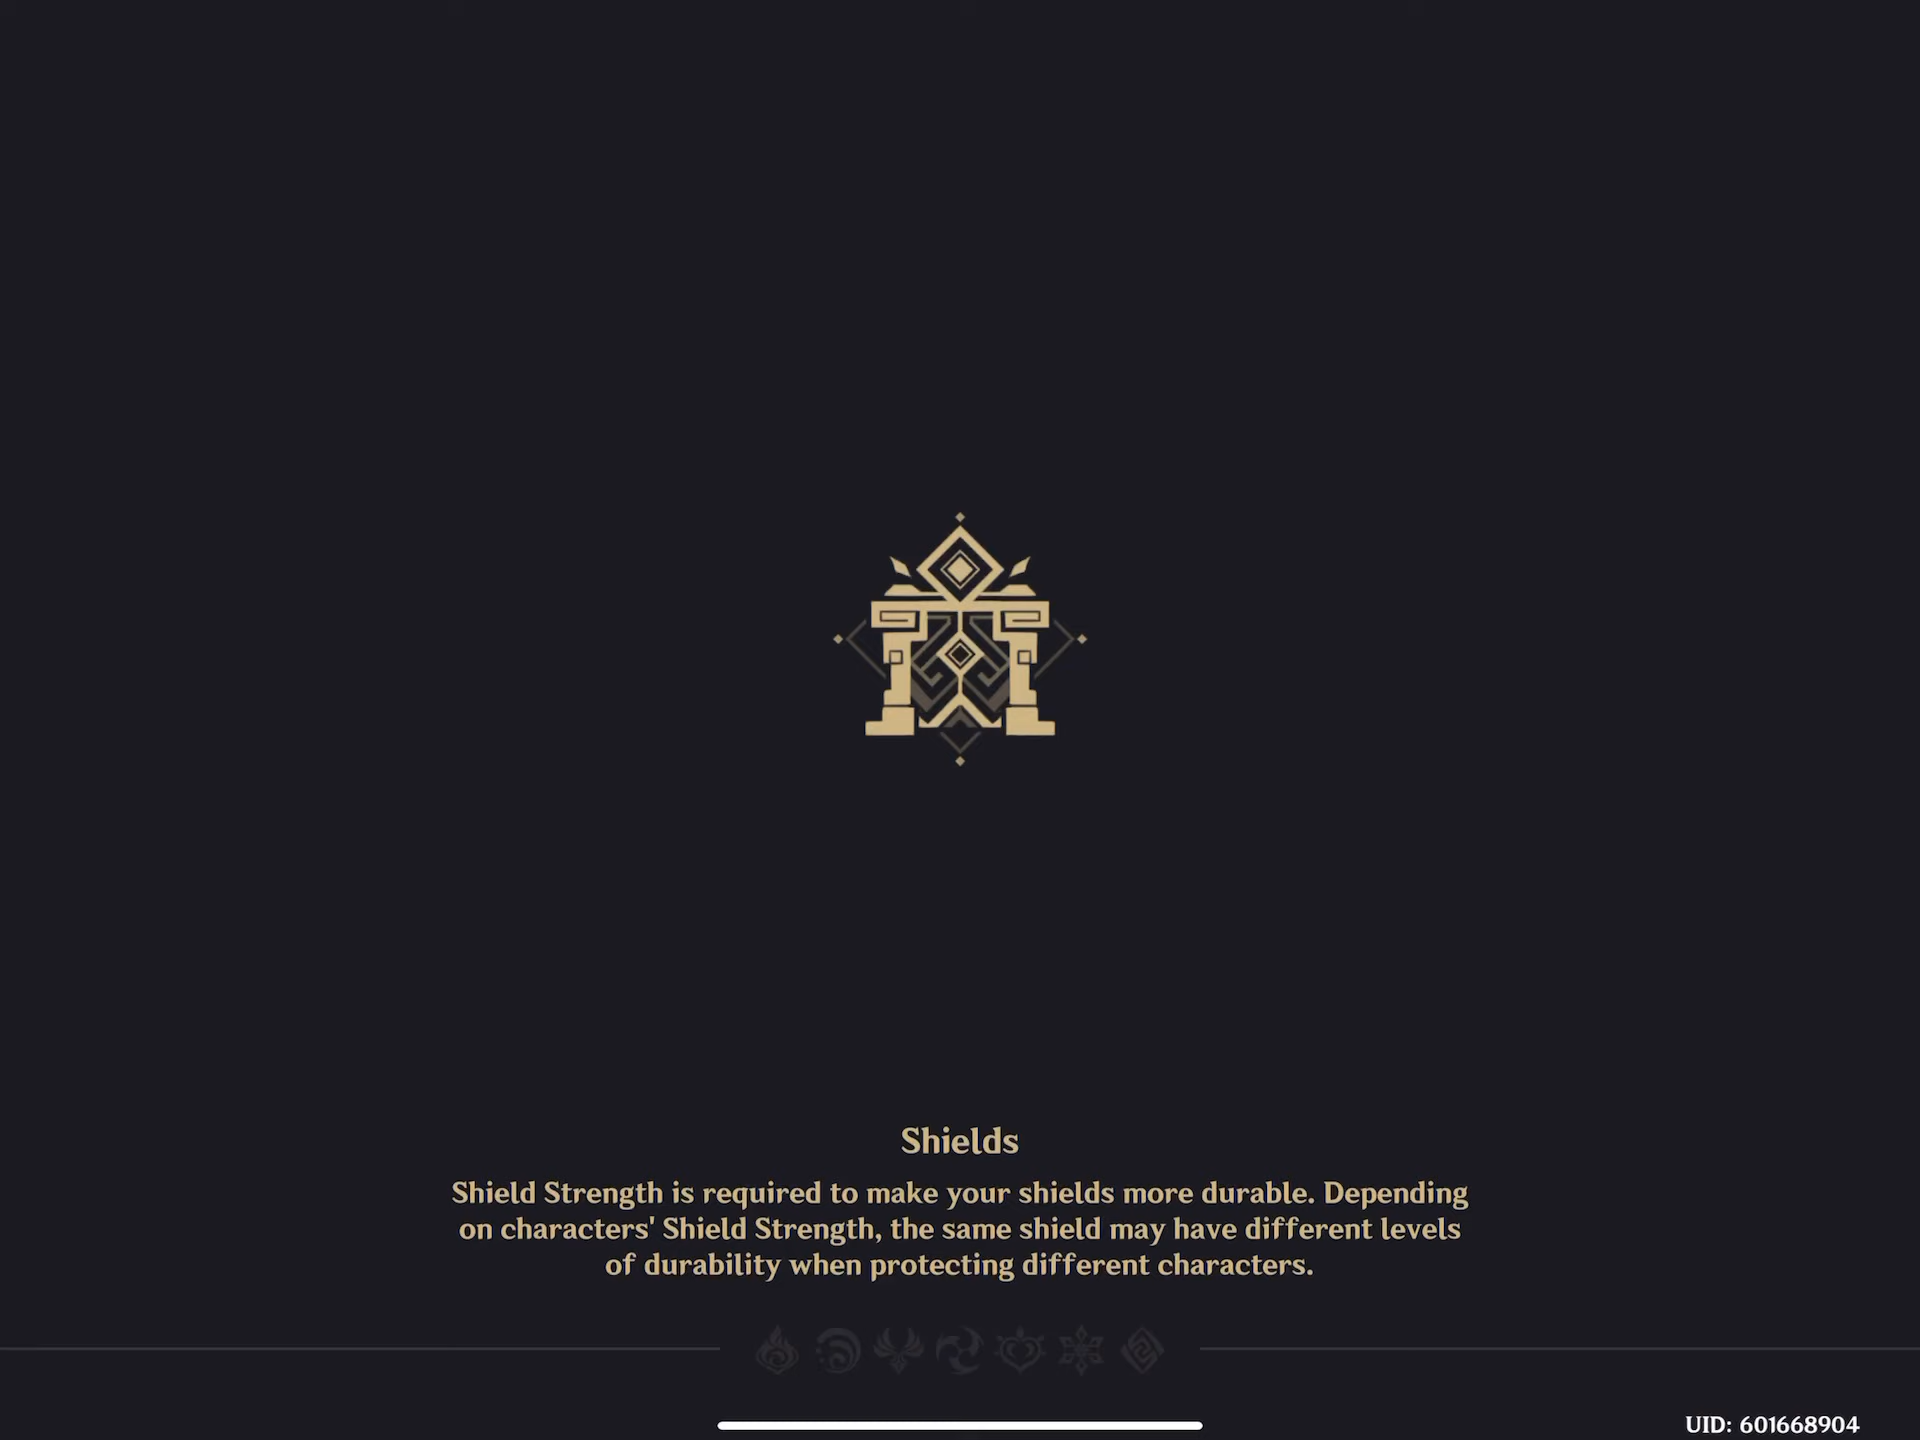 Shields
Shield Strength is required to make your shields more durable. Depending
on characters' Shield Strength, the same shield may have different levels
of durability when protecting different characters.
UID: 601668904